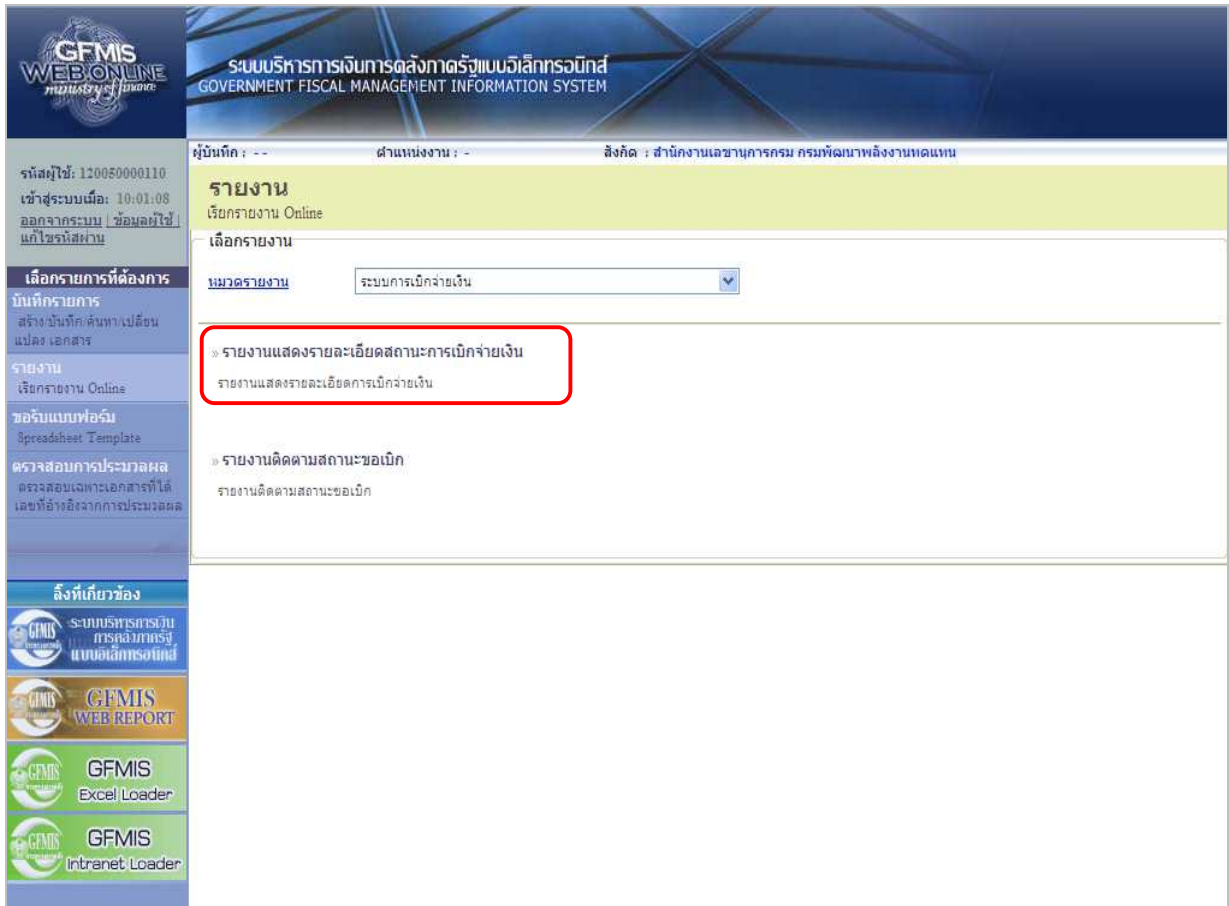 GFMIS
WEB ONLINE
ministry of finance
ระบบบริหารการเงินการคลังภาครัฐแบบอิเล็กทรอนิกส์
GOVERNMENT FISCAL MANAGEMENT INFORMATION SYSTEM
ผู้บันทึก : - - ตำแหน่งงาน : - สังกัด : สำนักงานเลขานุการกรม กรมพัฒนาพลังงานทดแทน
รหัสผู้ใช้: 120050000110
เข้าสู่ระบบเมื่อ: 10:01:08
ออกจากระบบ | ข้อมูลผู้ใช้ |
แก้ไขรหัสผ่าน
รายงาน
เรียกรายงาน Online
เลือกรายงาน
หมวดรายงาน ระบบการเบิกจ่ายเงิน
» รายงานแสดงรายละเอียดสถานะการเบิกจ่ายเงิน
รายงานแสดงรายละเอียดการเบิกจ่ายเงิน
» รายงานติดตามสถานะขอเบิก
รายงานติดตามสถานะขอเบิก
เลือกรายการที่ต้องการ
บันทึกรายการ
สร้าง/บันทึก/ค้นหา/เปลี่ยน
แปลง เอกสาร
รายงาน
เรียกรายงาน Online
ขอรับแบบฟอร์ม
Spreadsheet Template
ตรวจสอบการประมวลผล
ตรวจสอบเฉพาะเอกสารที่ได้
เลขที่อ้างอิงจากการประมวลผล
ลิ้งที่เกี่ยวข้อง
GFMIS
ระบบบริหารการเงิน
การคลังภาครัฐ
แบบอิเล็กทรอนิกส์
GFMIS
GFMIS
WEB REPORT
GFMIS
GFMIS
Excel Loader
GFMIS
GFMIS
Intranet Loader